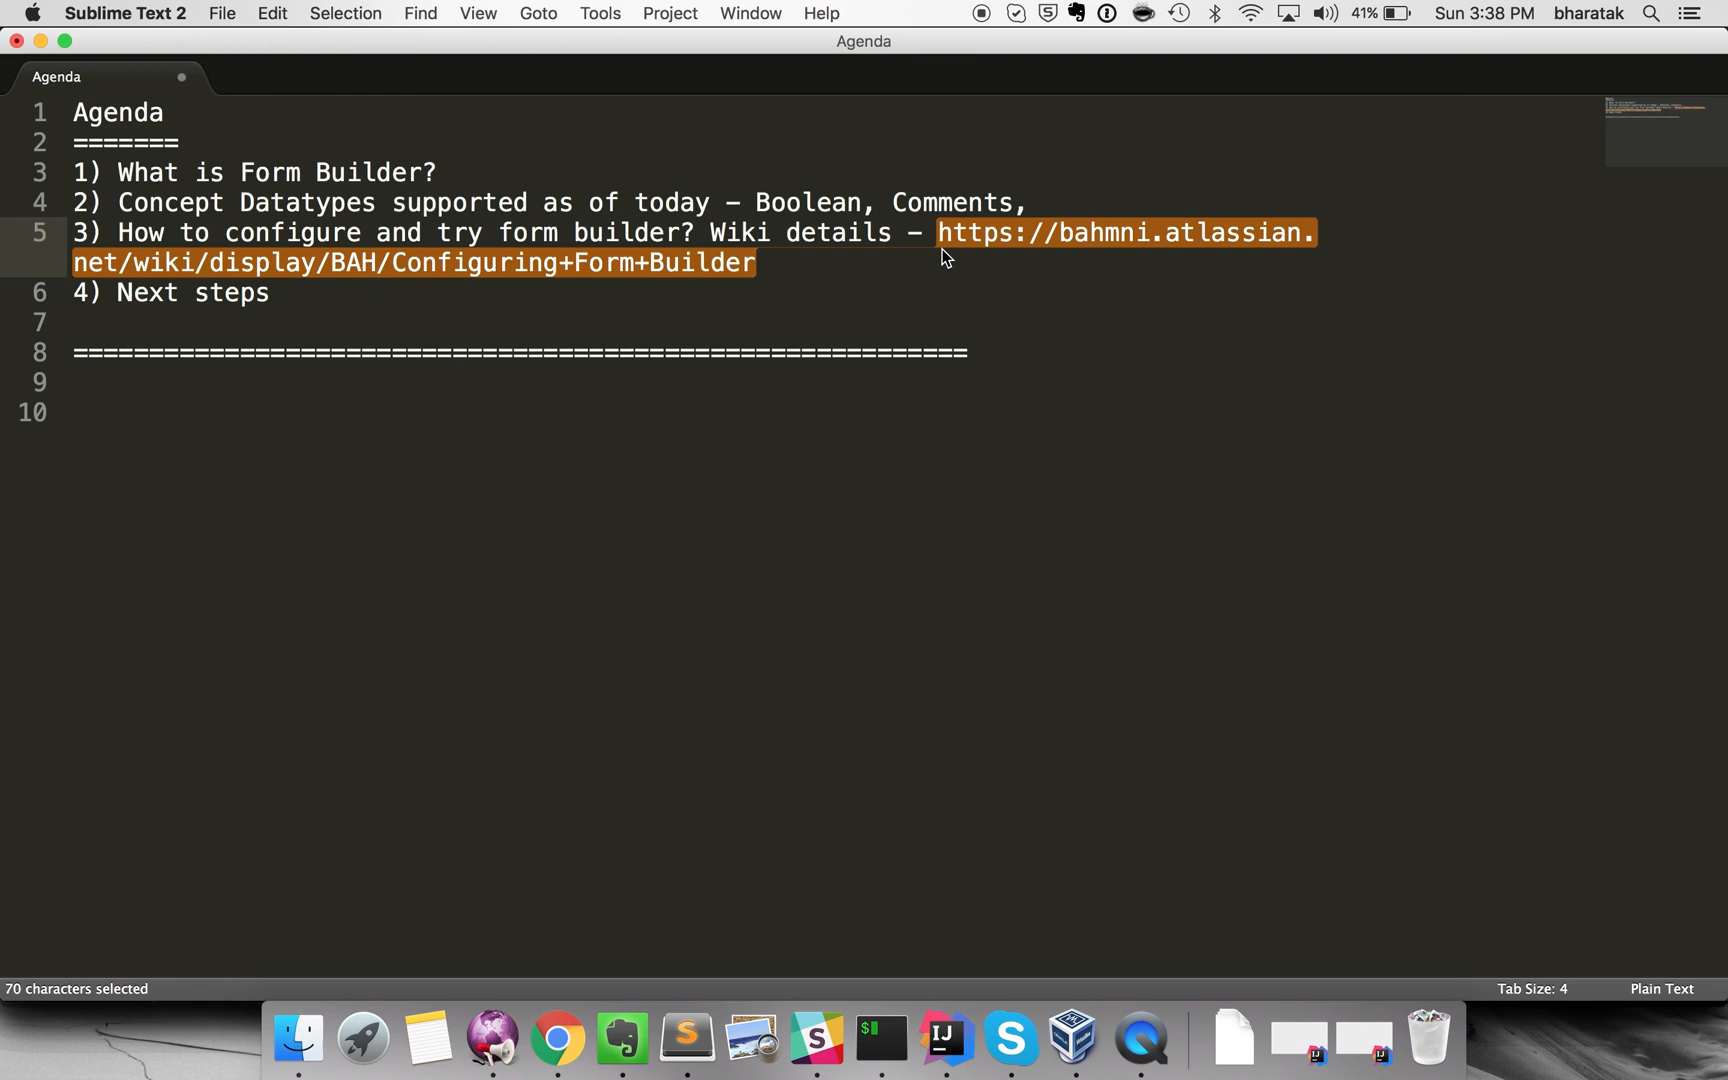 Sublime Text 2 File Edit Selection Find View Goto Tools Project Window Help 41% Sun 3:38 PM bharatak
Agenda
Agenda
1 Agenda
2 =======
3 1) What is Form Builder?
4 2) Concept Datatypes supported as of today – Boolean, Comments,
5 3) How to configure and try form builder? Wiki details – https://bahmni.atlassian.
net/wiki/display/BAH/Configuring+Form+Builder
6 4) Next steps
7
8 ===========================================================
9
10
70 characters selected Tab Size: 4 Plain Text